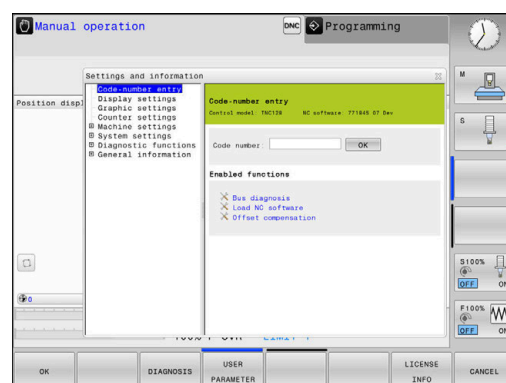 Manual operation
DNC
Programming
Settings and information
Position displ
Code-number entry
Display settings
Graphic settings
Counter settings
Machine settings
System settings
Diagnostic functions
General information
Code-number entry
Control model: TNC128 NC software: 771845 07 Dev
Code number:
OK
Enabled functions
Bus diagnosis
Load NC software
Offset compensation
M
S
S100%
OFF ON
F100%
OFF ON
0
OK
DIAGNOSIS
USER PARAMETER
LICENSE INFO
CANCEL